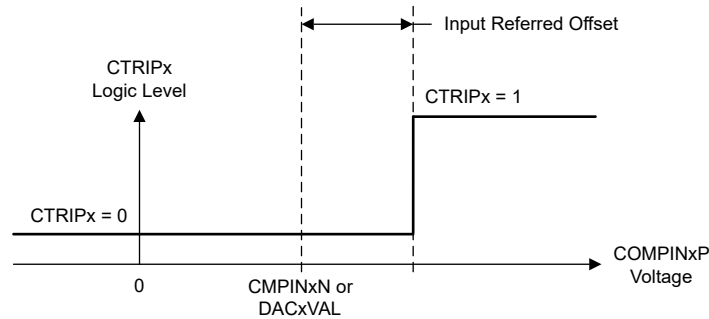 Input Referred Offset
CTRIPx
Logic Level
CTRIPx = 1
CTRIPx = 0
COMPINxP
Voltage
0
CMPINxN or
DACxVAL